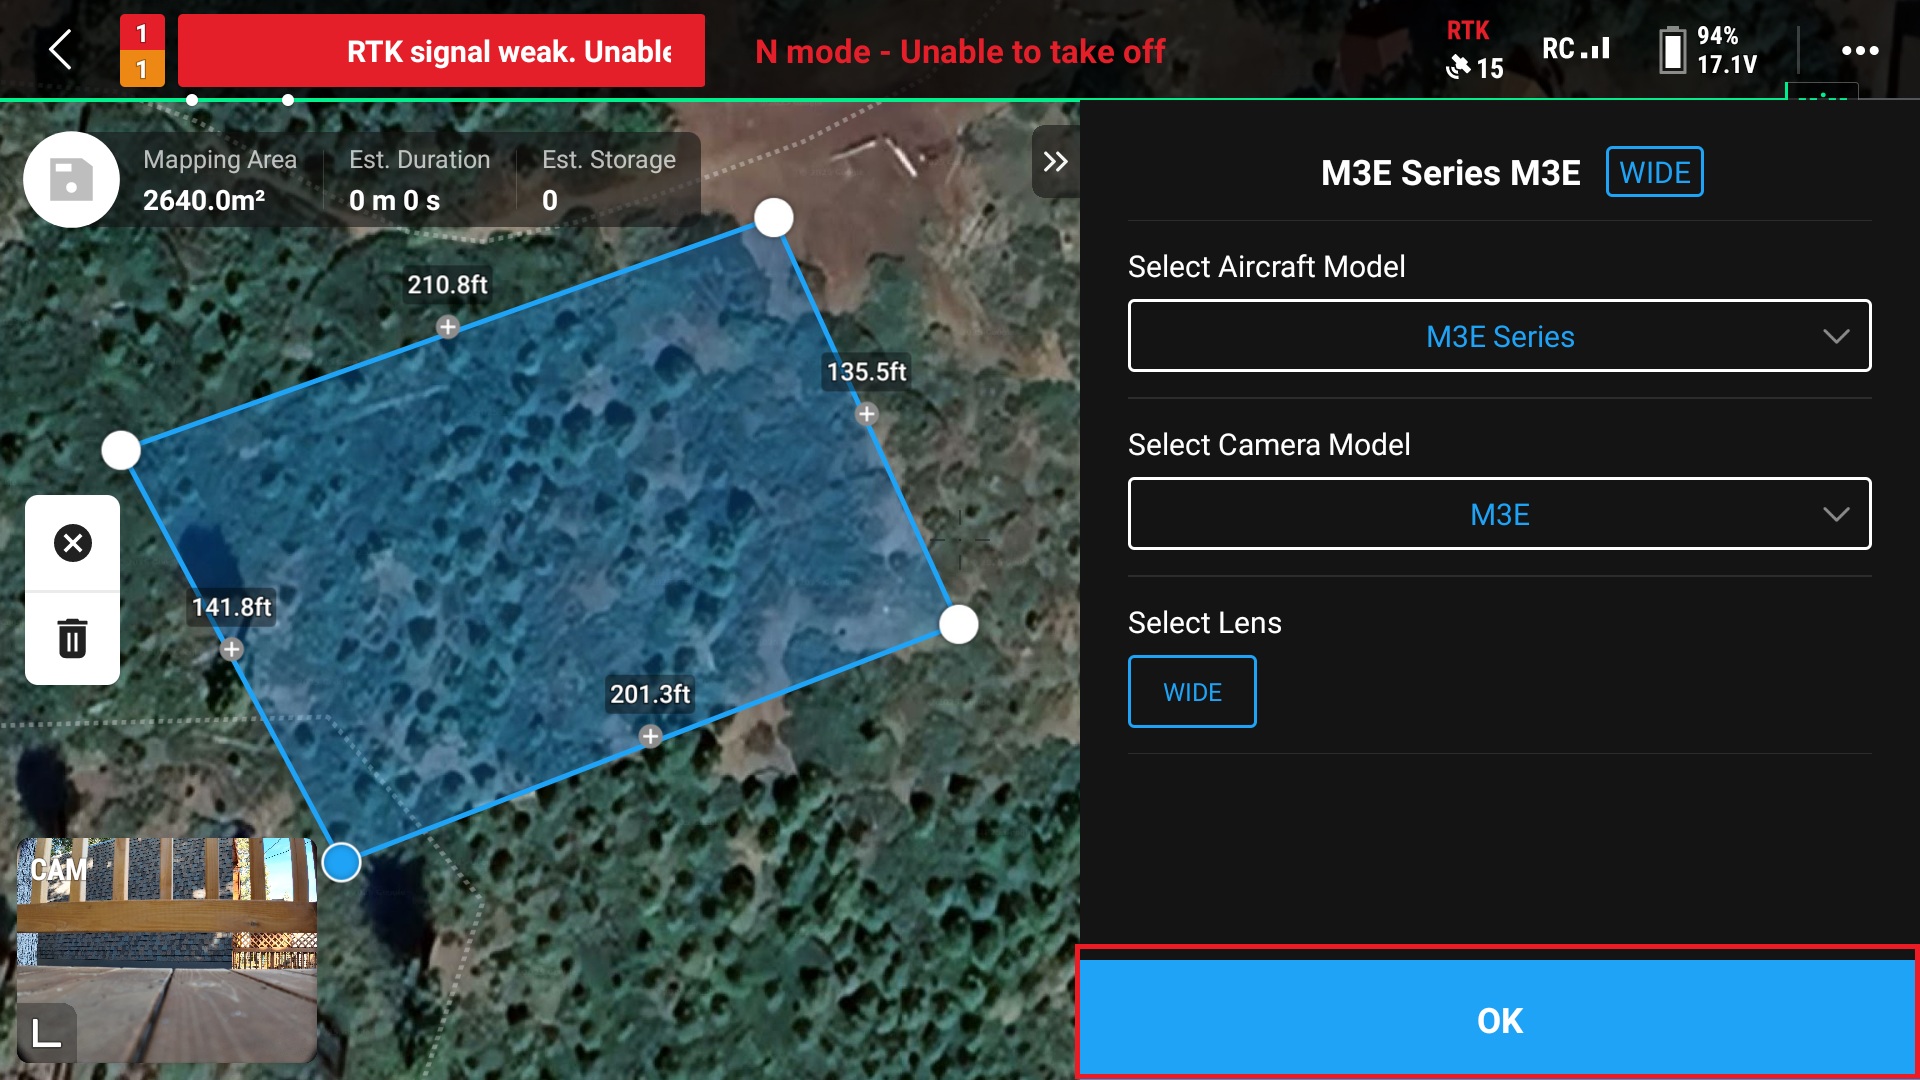 1
1
RTK signal weak. Unable
N mode - Unable to take off
RTK
15
RC
94%
17.1V
Mapping Area
2640.0m²
Est. Duration
0 m 0 s
Est. Storage
0
210.8ft
135.5ft
141.8ft
201.3ft
CAM
M3E Series M3E WIDE
Select Aircraft Model
M3E Series
Select Camera Model
M3E
Select Lens
WIDE
OK